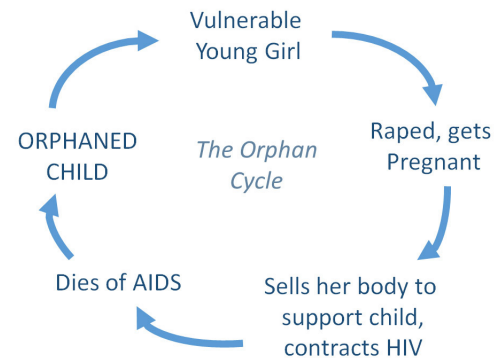 Vulnerable
Young Girl
Raped, gets
Pregnant
Sells her body to
support child,
contracts HIV
Dies of AIDS
ORPHANED
CHILD
The Orphan
Cycle